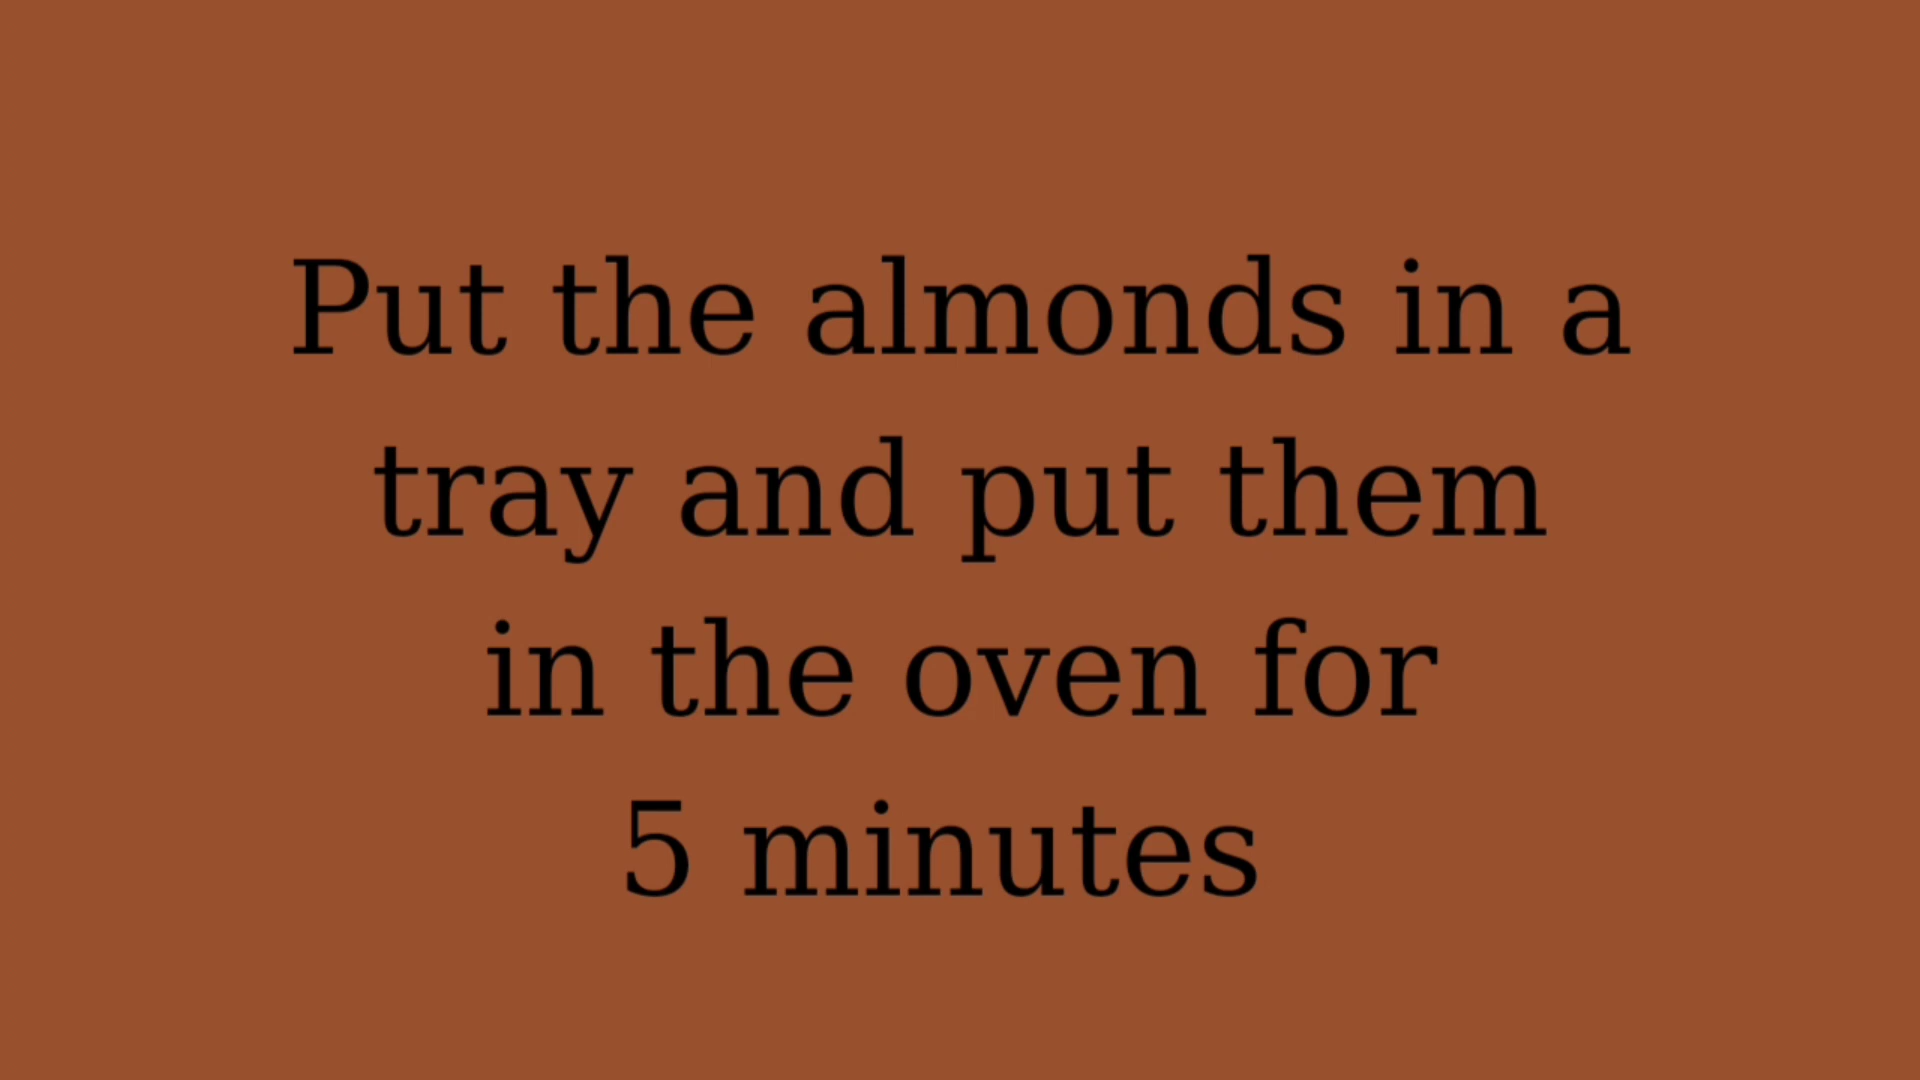 Put the almonds in a
tray and put them
in the oven for
5 minutes